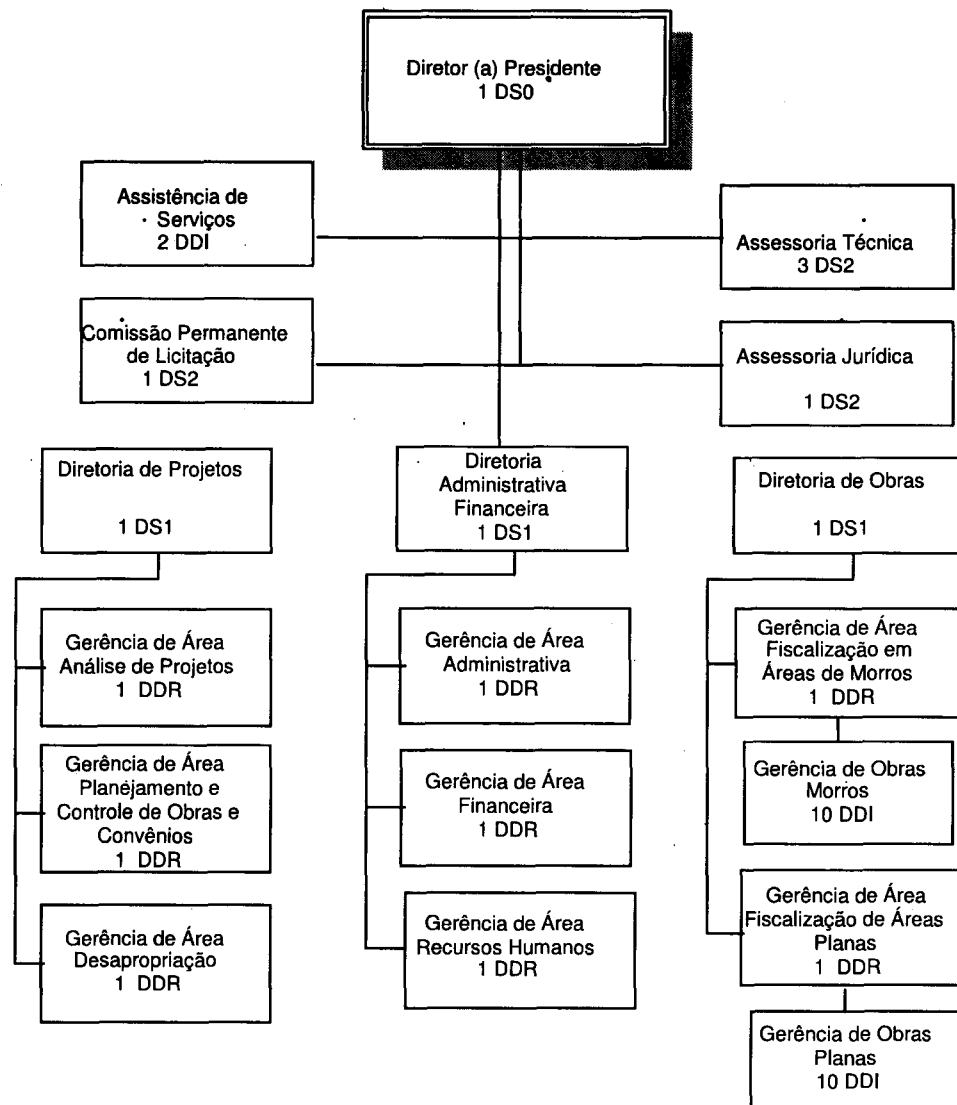 Diretor (a) Presidente
1 DS0
Assistência de
Serviços
2 DDI
Assessoria Técnica
3 DS2
Comissão Permanente
de Licitação
1 DS2
Assessoria Jurídica
1 DS2
Diretoria de Projetos
1 DS1
Diretoria
Administrativa
Financeira
1 DS1
Diretoria de Obras
1 DS1
Gerência de Área
Análise de Projetos
1 DDR
Gerência de Área
Planejamento e
Controle de Obras e
Convênios
1 DDR
Gerência de Área
Desapropriação
1 DDR
Gerência de Área
Administrativa
1 DDR
Gerência de Área
Financeira
1 DDR
Gerência de Área
Recursos Humanos
1 DDR
Gerência de Área
Fiscalização em
Áreas de Morros
1 DDR
Gerência de Obras
Morros
10 DDI
Gerência de Área
Fiscalização de Áreas
Planas
1 DDR
Gerência de Obras
Planas
10 DDI